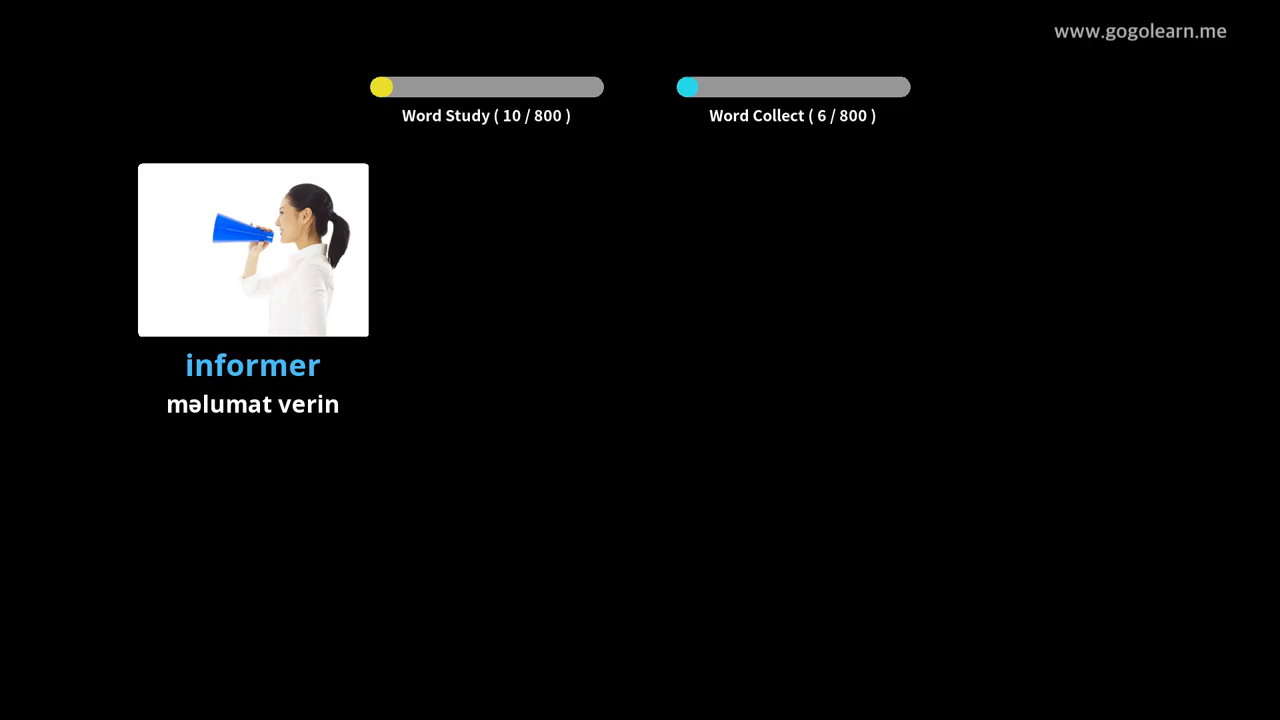 www.gogolearn.me
Word Study ( 10 / 800 )
Word Collect ( 6 / 800 )
informer
məlumat verin